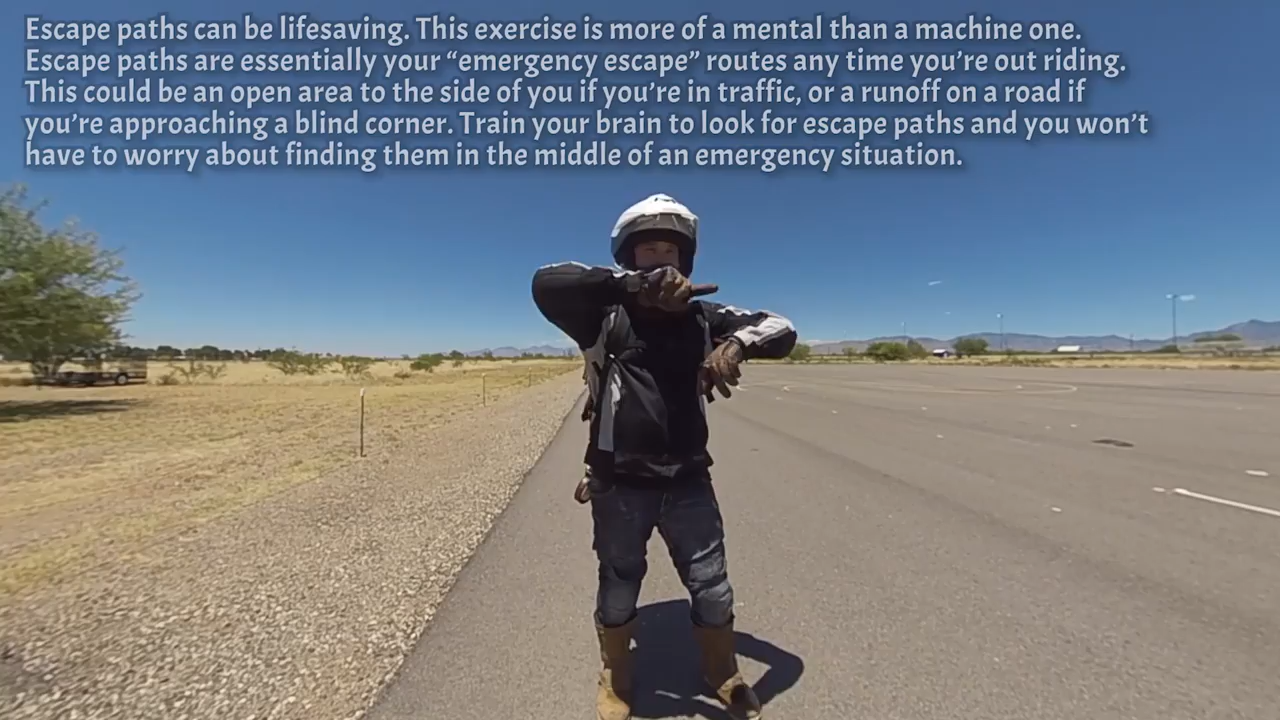 Escape paths can be lifesaving. This exercise is more of a mental than a machine one.
Escape paths are essentially your “emergency escape” routes any time you’re out riding.
This could be an open area to the side of you if you’re in traffic, or a runoff on a road if
you’re approaching a blind corner. Train your brain to look for escape paths and you won’t
have to worry about finding them in the middle of an emergency situation.